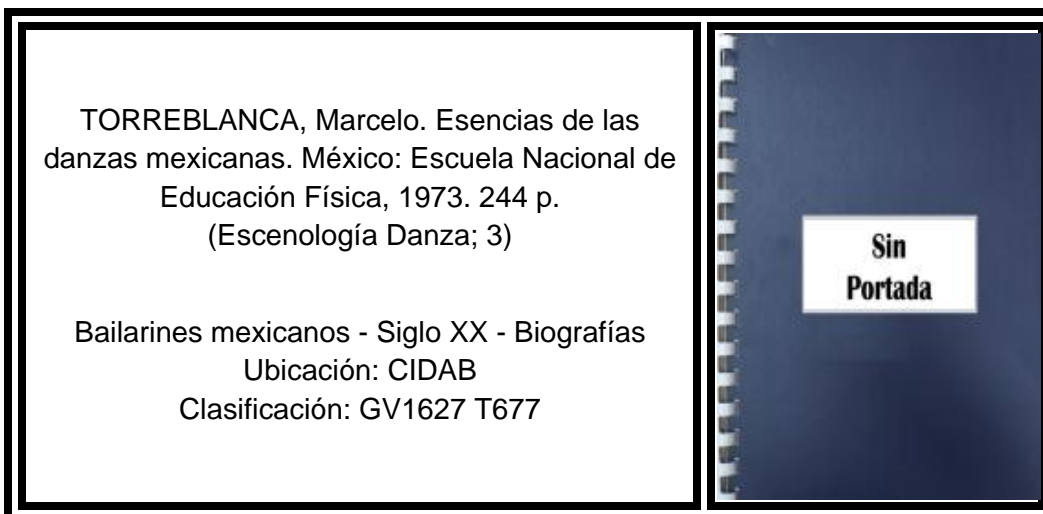 TORREBLANCA, Marcelo. Esencias de las
danzas mexicanas. México: Escuela Nacional de
Educación Física, 1973. 244 p.
(Escenología Danza; 3)
Bailarines mexicanos - Siglo XX - Biografías
Ubicación: CIDAB
Clasificación: GV1627 T677
Sin
Portada